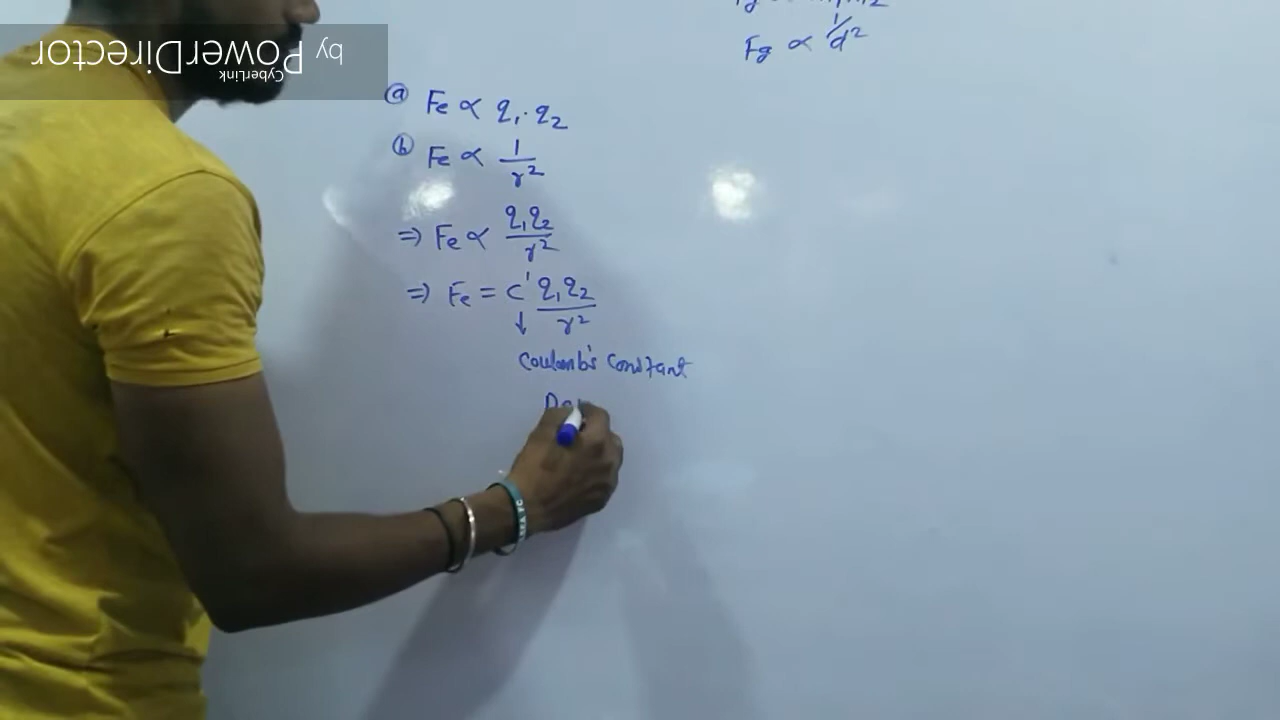 by PowerDirector
CyberLink
Fg ∝ 1/d²
ⓐ Fe ∝ q₁·q₂
ⓑ Fe ∝ 1/r²
⇒ Fe ∝ q₁q₂/r²
⇒ Fe = c' q₁q₂/r²
↓
Coulomb's Constant